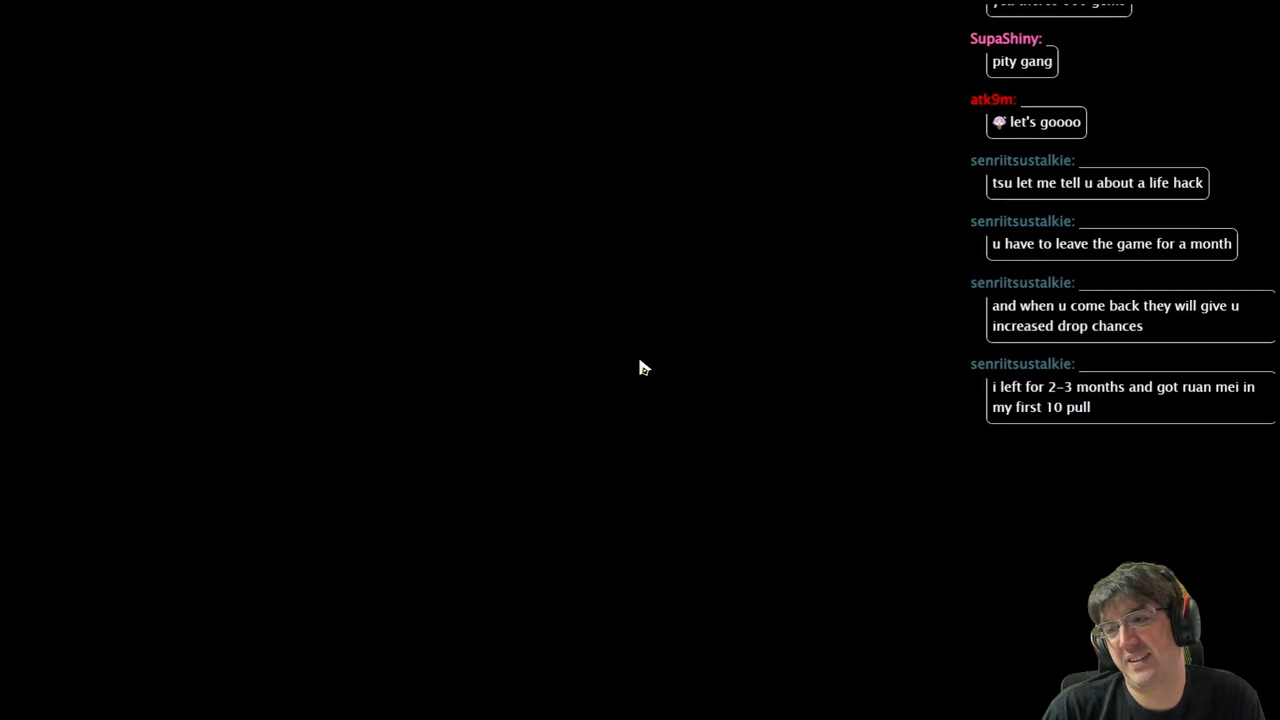 SupaShiny:
pity gang
atk9m:
let's goooo
senriitsustalkie:
tsu let me tell u about a life hack
senriitsustalkie:
u have to leave the game for a month
senriitsustalkie:
and when u come back they will give u
increased drop chances
senriitsustalkie:
i left for 2-3 months and got ruan mei in
my first 10 pull